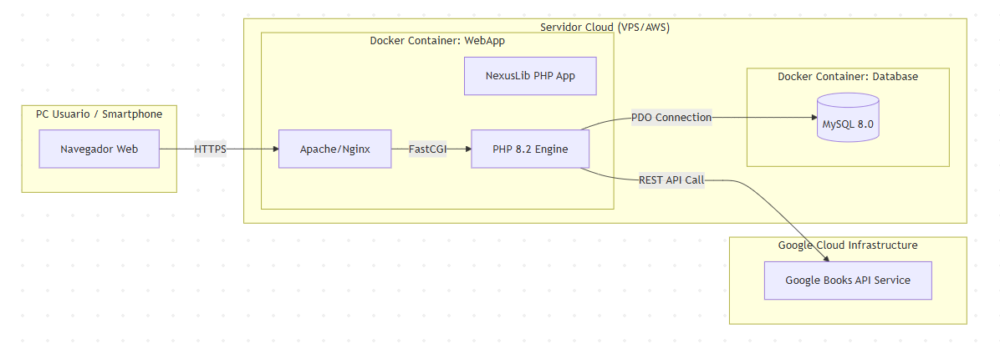 Servidor Cloud (VPS/AWS)
Docker Container: WebApp
NexusLib PHP App
Docker Container: Database
PC Usuario / Smartphone
PDO Connection
MySQL 8.0
Navegador Web
HTTPS
Apache/Nginx
FastCGI
PHP 8.2 Engine
REST API Call
Google Cloud Infrastructure
Google Books API Service